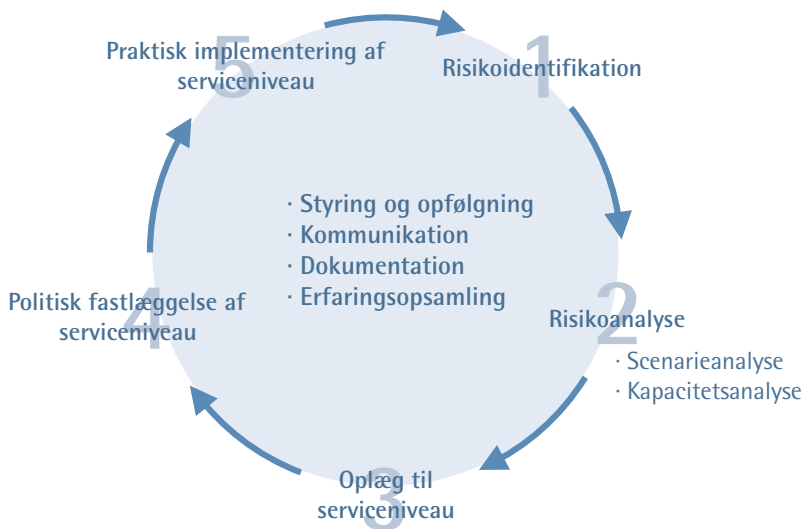 1
Risikoidentifikation
2
Risikoanalyse
· Scenarieanalyse
· Kapacitetsanalyse
3
Oplæg til
serviceniveau
4
Politisk fastlæggelse af
serviceniveau
5
Praktisk implementering af
serviceniveau
· Styring og opfølgning
· Kommunikation
· Dokumentation
· Erfaringsopsamling